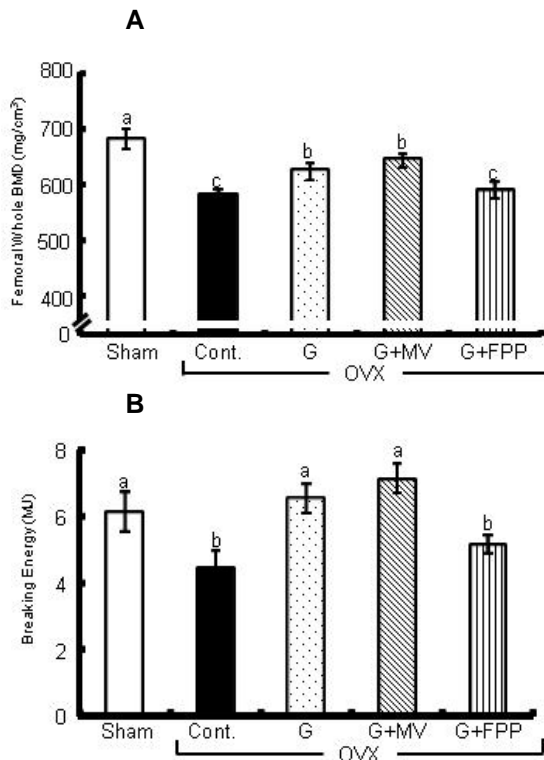 A
Femoral Whole BMD (mg/cm³)
800
700
600
500
400
0
a
c
b
b
c
Sham Cont. G G+MV G+FPP
OVX
B
Breaking Energy (MJ)
8
6
4
2
0
a
b
a
a
b
Sham Cont. G G+MV G+FPP
OVX